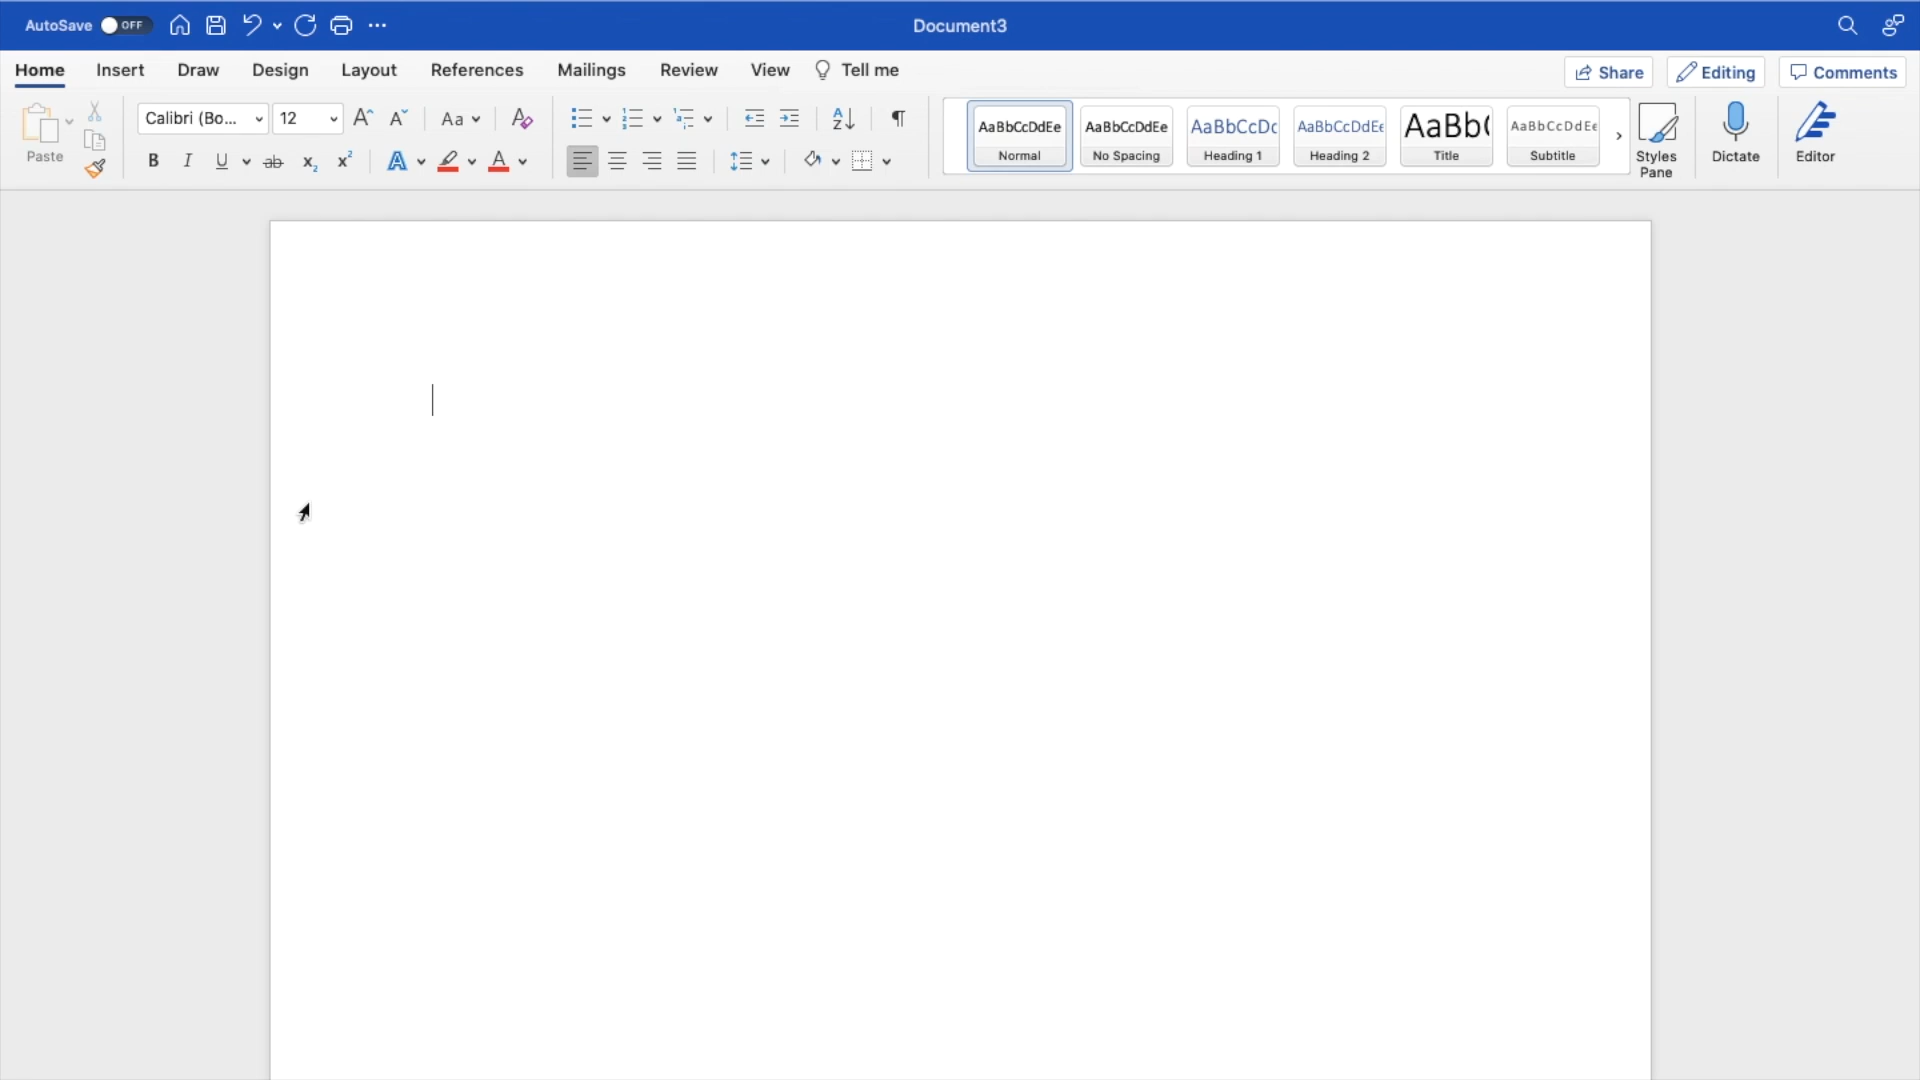 AutoSave OFF Document3
Home Insert Draw Design Layout References Mailings Review View Tell me Share Editing Comments
Paste Calibri (Bo... 12 Aa
AaBbCcDdEe Normal
AaBbCcDdEe No Spacing
AaBbCcDc Heading 1
AaBbCcDdEe Heading 2
AaBb( Title
AaBbCcDdEe Subtitle
Styles Pane
Dictate
Editor